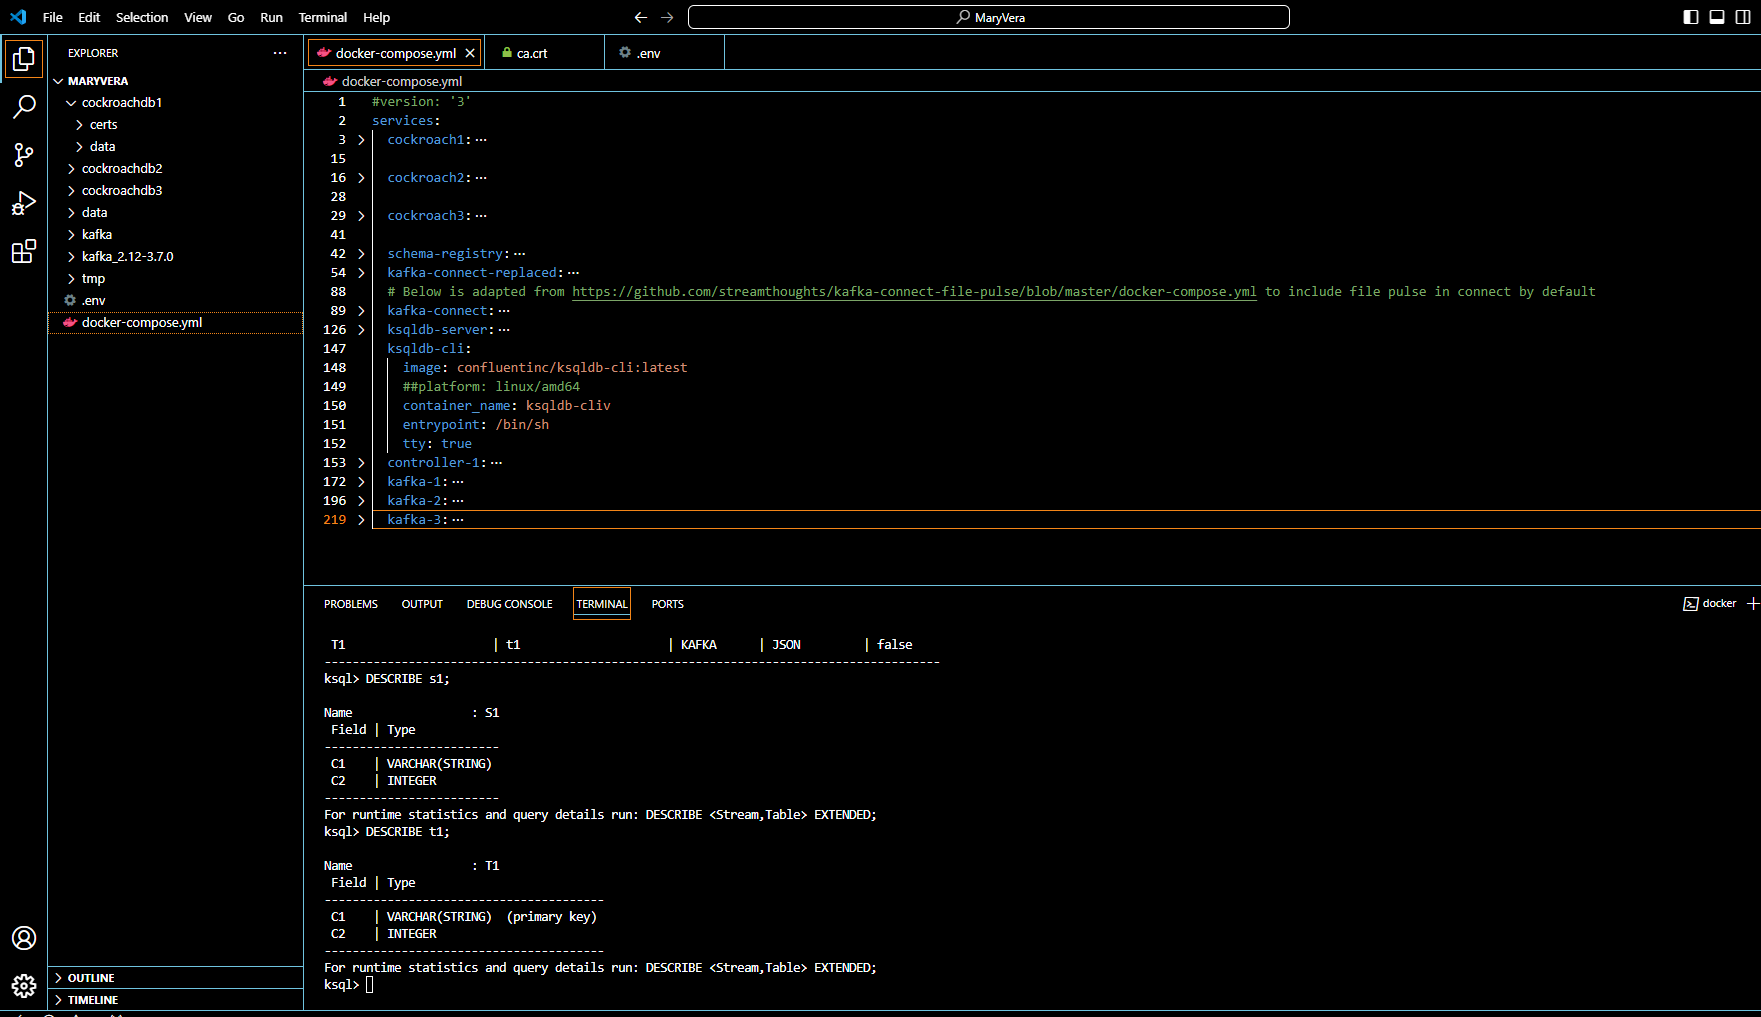 File Edit Selection View Go Run Terminal Help
MaryVera
EXPLORER
MARYVERA
cockroachdb1
certs
data
cockroachdb2
cockroachdb3
data
kafka
kafka_2.12-3.7.0
tmp
.env
docker-compose.yml
OUTLINE
TIMELINE
docker-compose.yml ca.crt .env
docker-compose.yml
1 #version: '3'
2 services:
3 cockroach1:···
15
16 cockroach2:···
28
29 cockroach3:···
41
42 schema-registry:···
54 kafka-connect-replaced:···
88 # Below is adapted from https://github.com/streamthoughts/kafka-connect-file-pulse/blob/master/docker-compose.yml to include file pulse in connect by default
89 kafka-connect:···
126 ksqldb-server:···
147 ksqldb-cli:
148 image: confluentinc/ksqldb-cli:latest
149 ##platform: linux/amd64
150 container_name: ksqldb-cliv
151 entrypoint: /bin/sh
152 tty: true
153 controller-1:···
172 kafka-1:···
196 kafka-2:···
219 kafka-3:···
PROBLEMS OUTPUT DEBUG CONSOLE TERMINAL PORTS
docker
T1 | t1 | KAFKA | JSON | false
----------------------------------------------------------------------------------------
ksql> DESCRIBE s1;
Name : S1
Field | Type
-------------------------
C1 | VARCHAR(STRING)
C2 | INTEGER
-------------------------
For runtime statistics and query details run: DESCRIBE <Stream,Table> EXTENDED;
ksql> DESCRIBE t1;
Name : T1
Field | Type
----------------------------------------
C1 | VARCHAR(STRING) (primary key)
C2 | INTEGER
----------------------------------------
For runtime statistics and query details run: DESCRIBE <Stream,Table> EXTENDED;
ksql>